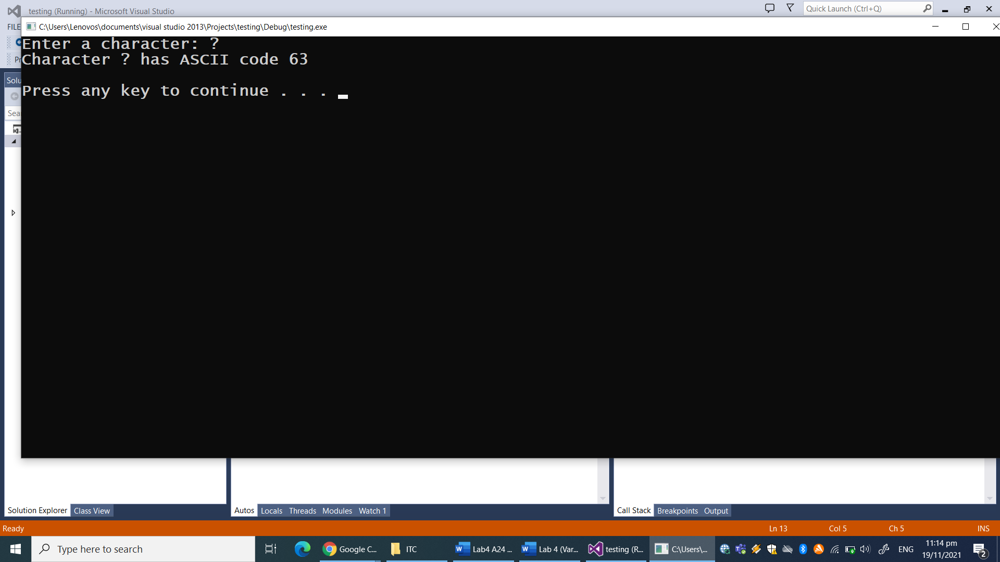 testing (Running) - Microsoft Visual Studio
Quick Launch (Ctrl+Q)
FILE
C:\Users\Lenovos\documents\visual studio 2013\Projects\testing\Debug\testing.exe
Enter a character: ?
Pr
Character ? has ASCII code 63
Solu
Press any key to continue . . .
Sea
Solution Explorer Class View
Autos Locals Threads Modules Watch 1
Call Stack Breakpoints Output
Ready Ln 13 Col 5 Ch 5 INS
Type here to search
Google C...
ITC
Lab4 A24 ...
Lab 4 (Var...
testing (R...
C:\Users\...
ENG
11:14 pm
19/11/2021
2